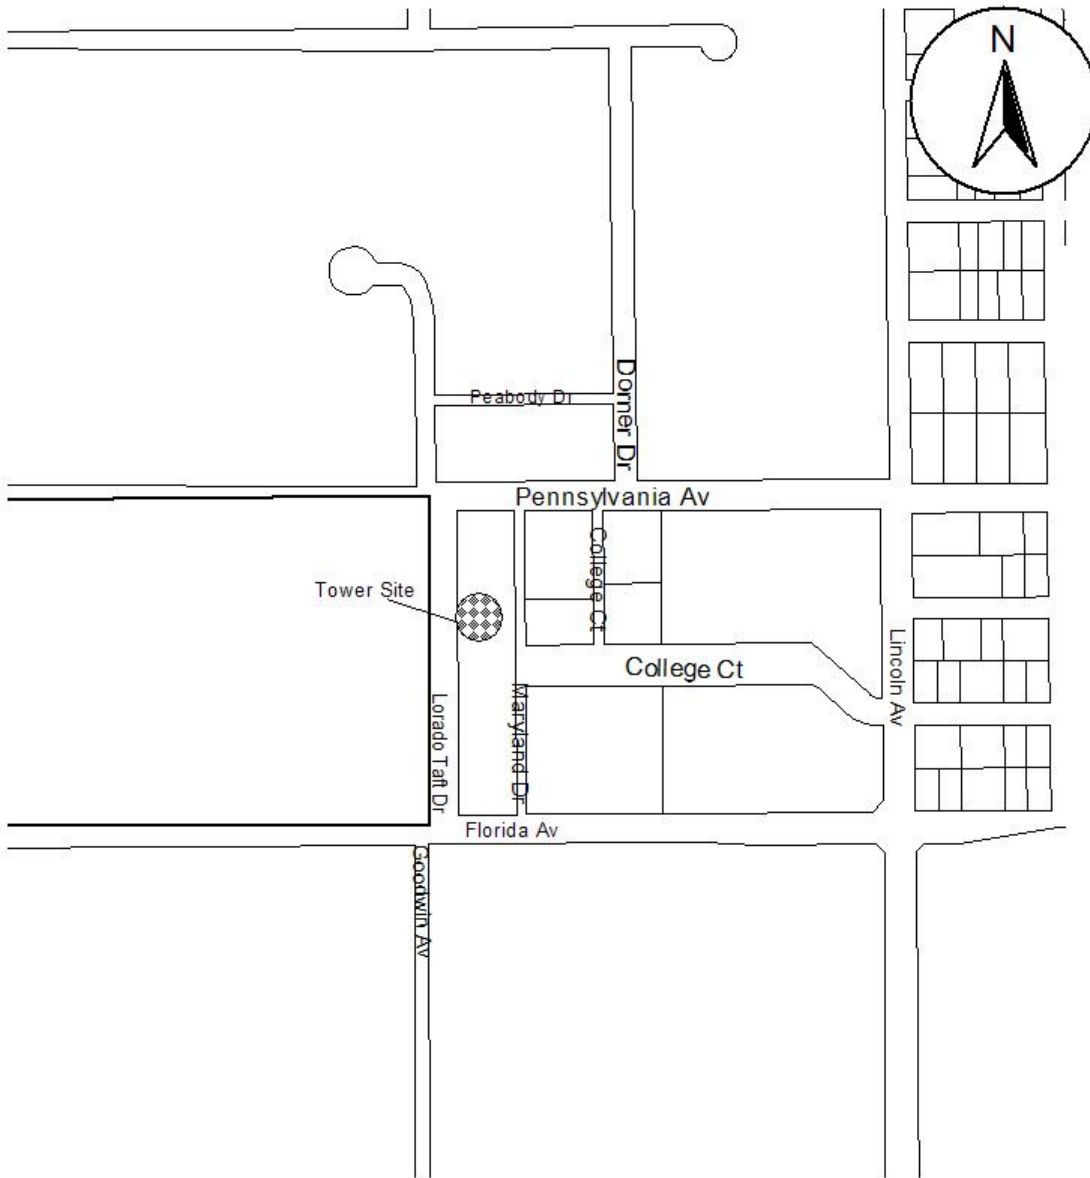 N
Dorner Dr
Peabody Dr
Pennsylvania Av
College Ct
Tower Site
College Ct
Lincoln Av
Lorado Taft Dr
Maryland Dr
Florida Av
Goodwin Av